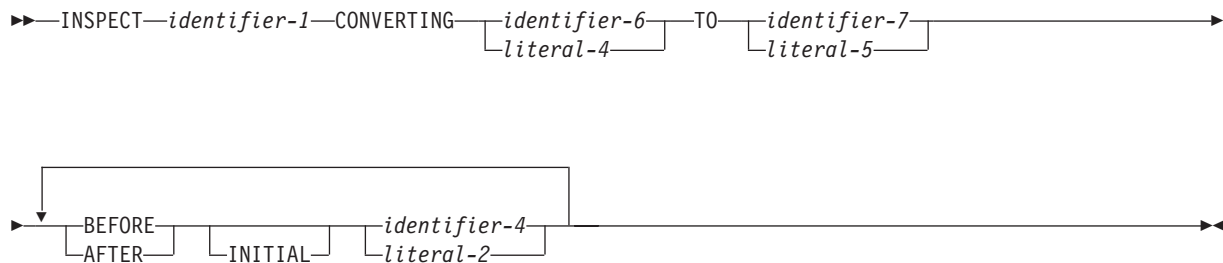 INSPECT identifier-1 CONVERTING identifier-6 TO identifier-7
literal-4 literal-5
BEFORE identifier-4
AFTER INITIAL literal-2